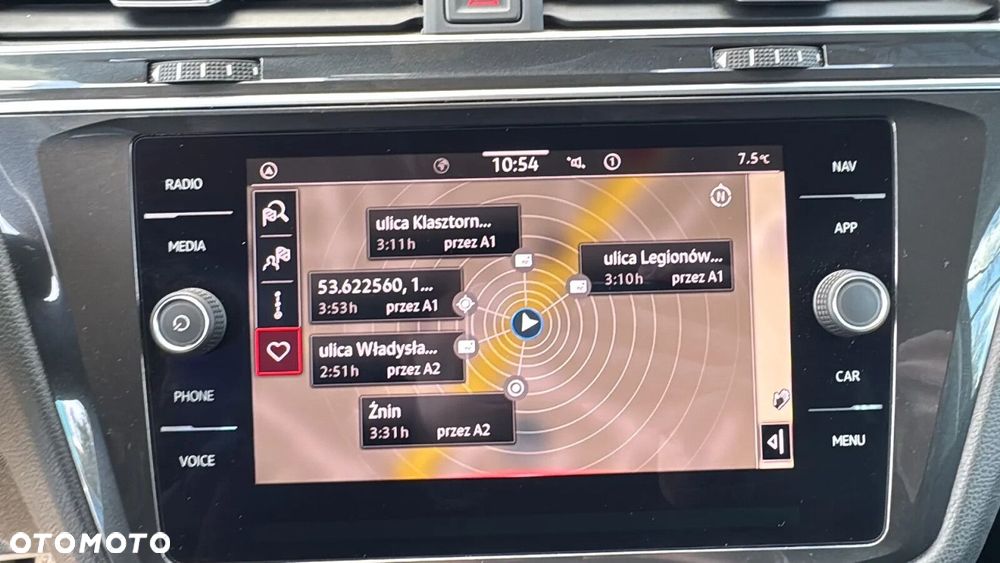 10:54
1
7.5°C
RADIO
MEDIA
PHONE
VOICE
N
ulica Klasztorn...
3:11h przez A1
ulica Legionów...
3:10h przez A1
53.622560, 1...
3:53h przez A1
ulica Władysła...
2:51h przez A2
Żnin
3:31h przez A2
NAV
APP
CAR
MENU
OTOMOTO